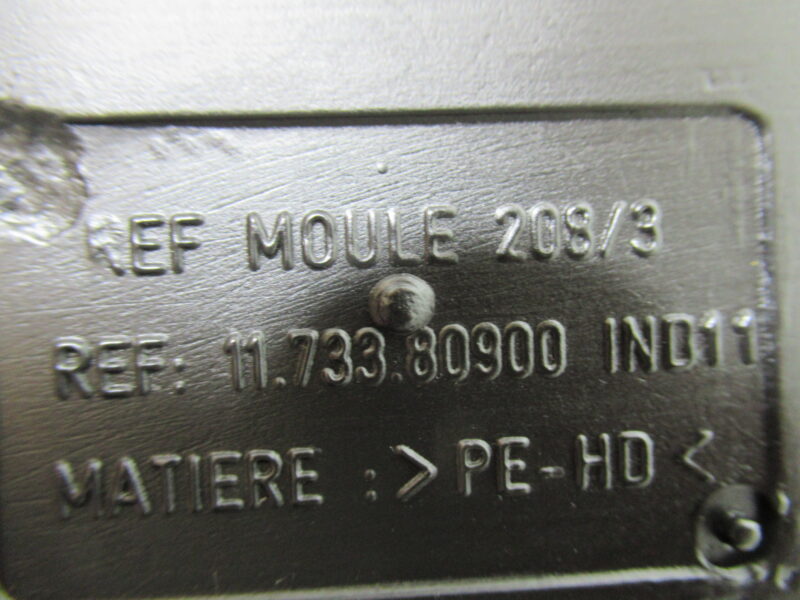 REF MOULE 208/3
REF: 11.733.80900 IND11
MATIERE :>PE-HD<